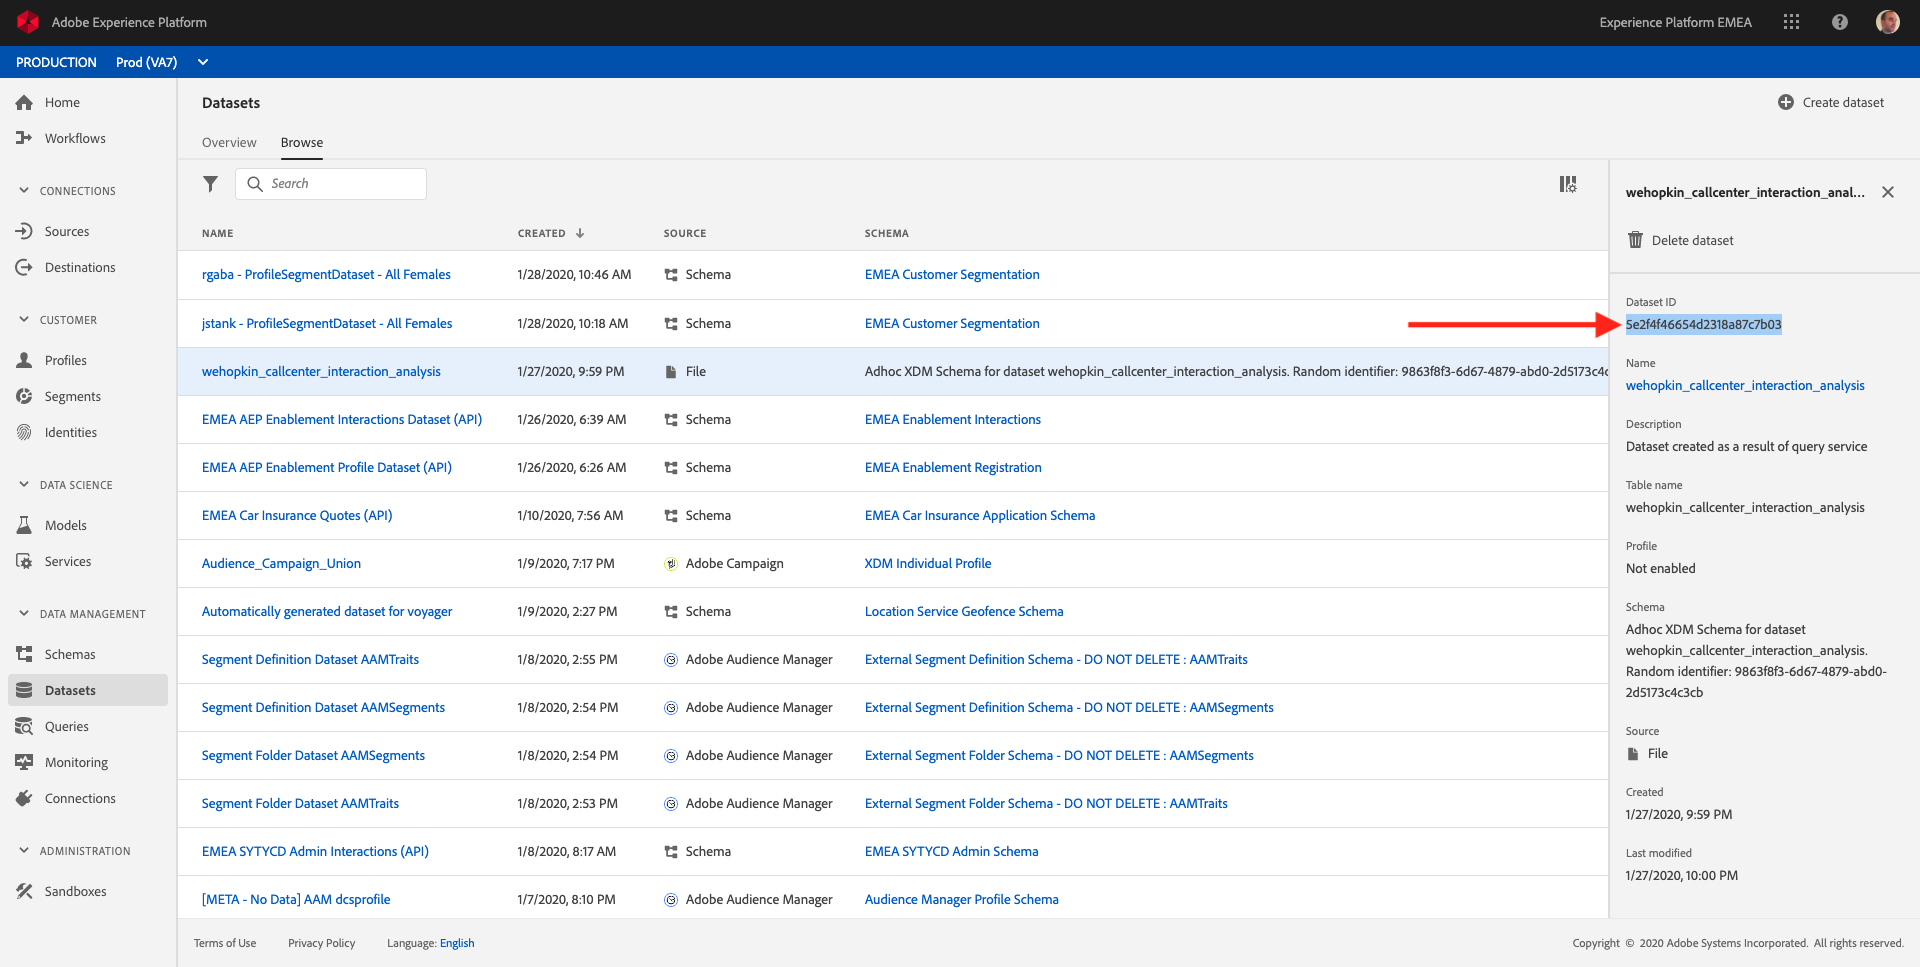 Adobe Experience Platform
Experience Platform EMEA
PRODUCTION Prod (VA7)
Home
Workflows
CONNECTIONS
Sources
Destinations
CUSTOMER
Profiles
Segments
Identities
DATA SCIENCE
Models
Services
DATA MANAGEMENT
Schemas
Datasets
Queries
Monitoring
Connections
ADMINISTRATION
Sandboxes
Datasets
Create dataset
Overview Browse
Search
NAME CREATED SOURCE SCHEMA
rgaba - ProfileSegmentDataset - All Females 1/28/2020, 10:46 AM Schema EMEA Customer Segmentation
jstank - ProfileSegmentDataset - All Females 1/28/2020, 10:18 AM Schema EMEA Customer Segmentation
wehopkin_callcenter_interaction_analysis 1/27/2020, 9:59 PM File Adhoc XDM Schema for dataset wehopkin_callcenter_interaction_analysis. Random identifier: 9863f8f3-6d67-4879-abd0-2d5173c4c
EMEA AEP Enablement Interactions Dataset (API) 1/26/2020, 6:39 AM Schema EMEA Enablement Interactions
EMEA AEP Enablement Profile Dataset (API) 1/26/2020, 6:26 AM Schema EMEA Enablement Registration
EMEA Car Insurance Quotes (API) 1/10/2020, 7:56 AM Schema EMEA Car Insurance Application Schema
Audience_Campaign_Union 1/9/2020, 7:17 PM Adobe Campaign XDM Individual Profile
Automatically generated dataset for voyager 1/9/2020, 2:27 PM Schema Location Service Geofence Schema
Segment Definition Dataset AAMTraits 1/8/2020, 2:55 PM Adobe Audience Manager External Segment Definition Schema - DO NOT DELETE : AAMTraits
Segment Definition Dataset AAMSegments 1/8/2020, 2:54 PM Adobe Audience Manager External Segment Definition Schema - DO NOT DELETE : AAMSegments
Segment Folder Dataset AAMSegments 1/8/2020, 2:54 PM Adobe Audience Manager External Segment Folder Schema - DO NOT DELETE : AAMSegments
Segment Folder Dataset AAMTraits 1/8/2020, 2:53 PM Adobe Audience Manager External Segment Folder Schema - DO NOT DELETE : AAMTraits
EMEA SYTYCD Admin Interactions (API) 1/8/2020, 8:17 AM Schema EMEA SYTYCD Admin Schema
[META - No Data] AAM dcsprofile 1/7/2020, 8:10 PM Adobe Audience Manager Audience Manager Profile Schema
wehopkin_callcenter_interaction_anal...
Delete dataset
Dataset ID
5e2f4f46654d2318a87c7b03
Name
wehopkin_callcenter_interaction_analysis
Description
Dataset created as a result of query service
Table name
wehopkin_callcenter_interaction_analysis
Profile
Not enabled
Schema
Adhoc XDM Schema for dataset
wehopkin_callcenter_interaction_analysis.
Random identifier: 9863f8f3-6d67-4879-abd0-
2d5173c4c3cb
Source
File
Created
1/27/2020, 9:59 PM
Last modified
1/27/2020, 10:00 PM
Terms of Use Privacy Policy Language: English
Copyright © 2020 Adobe Systems Incorporated. All rights reserved.